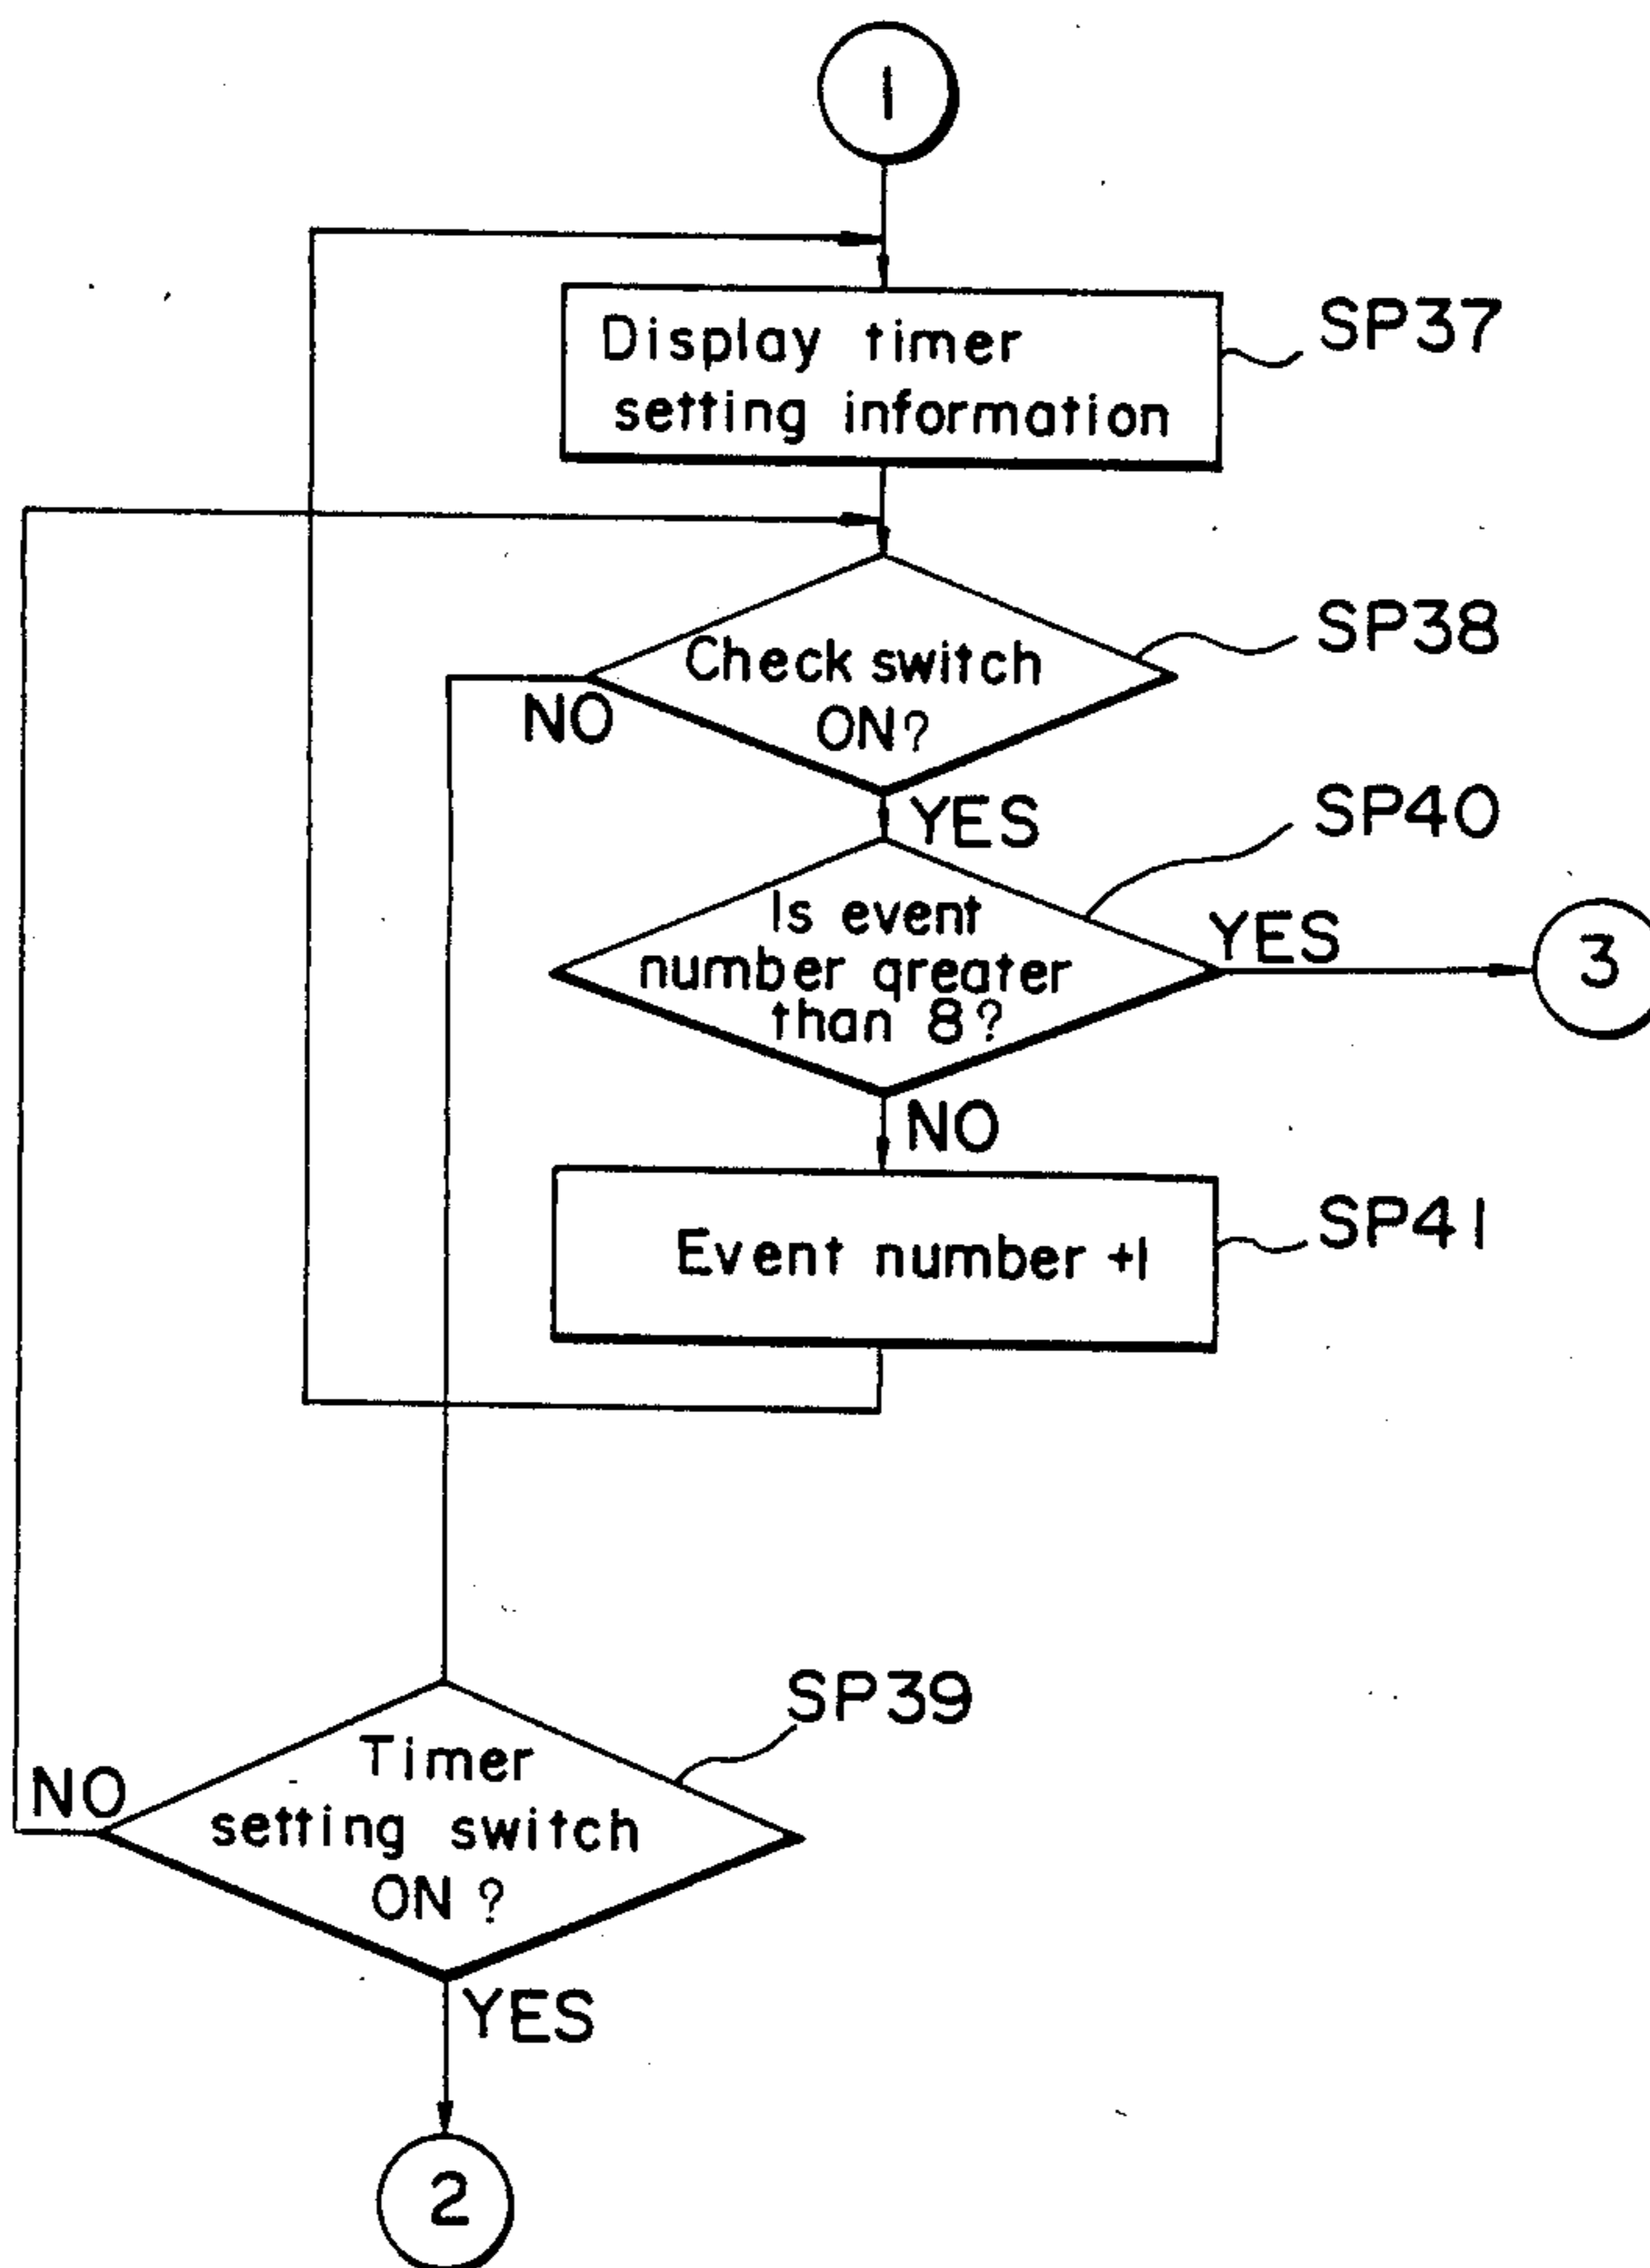 1
Display timer
setting information
SP37
Check switch
ON?
SP38
NO
YES
SP40
Is event
number qreater
than 8?
YES
3
NO
Event number +1
SP41
SP39
Timer
setting switch
ON ?
NO
YES
2